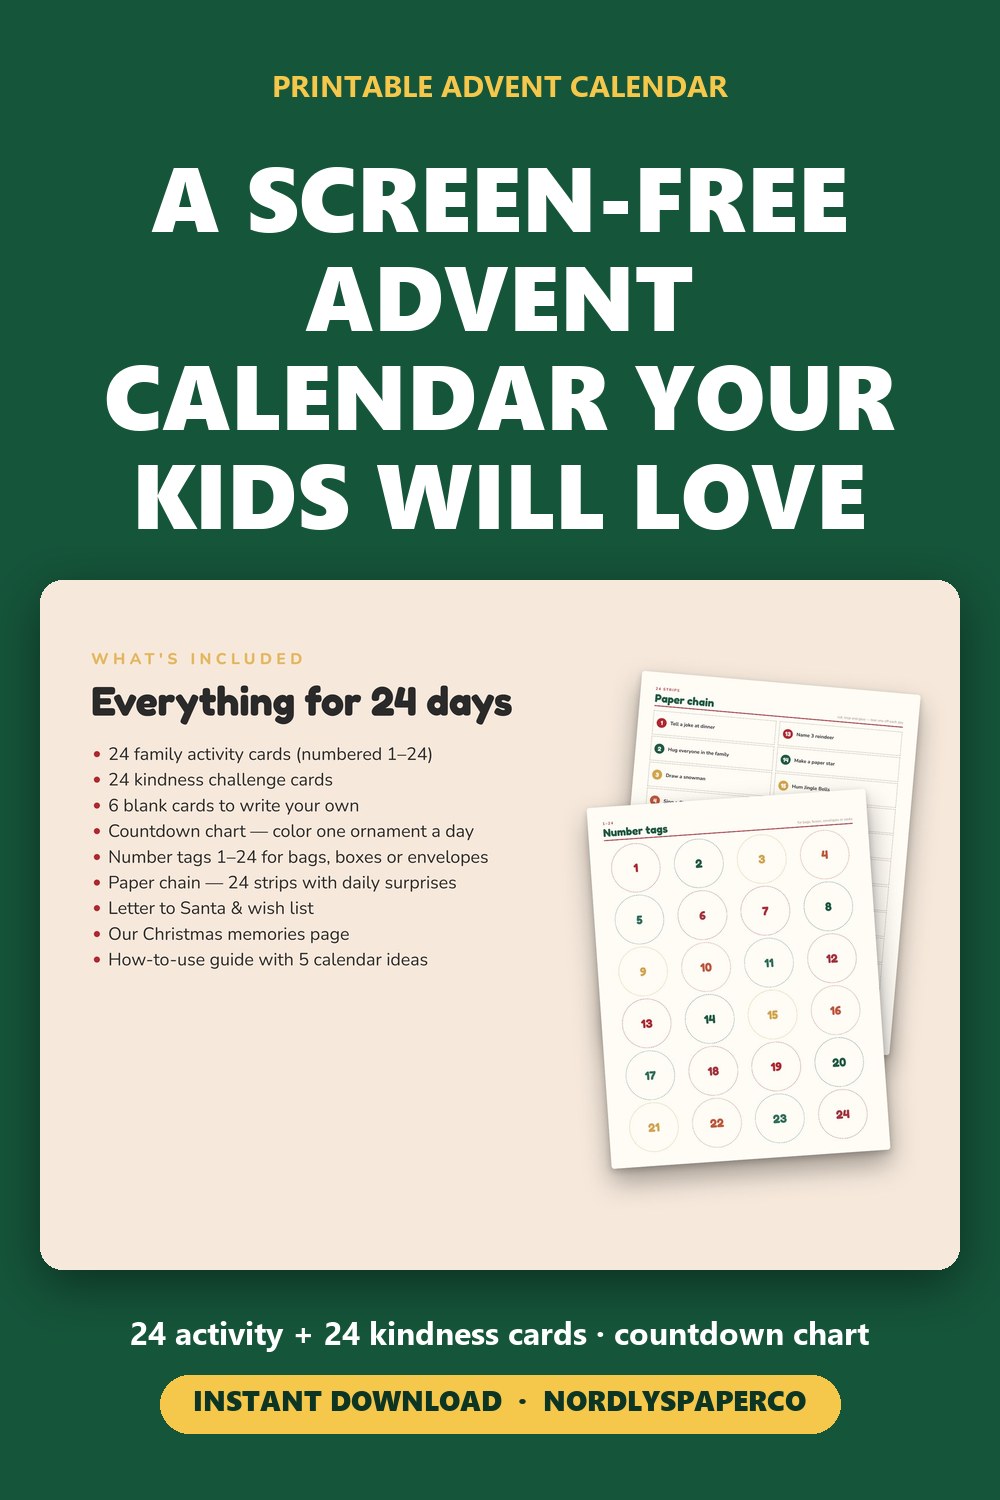 PRINTABLE ADVENT CALENDAR
A SCREEN-FREE
ADVENT
CALENDAR YOUR
KIDS WILL LOVE
WHAT'S INCLUDED
Everything for 24 days
• 24 family activity cards (numbered 1–24)
• 24 kindness challenge cards
• 6 blank cards to write your own
• Countdown chart — color one ornament a day
• Number tags 1–24 for bags, boxes or envelopes
• Paper chain — 24 strips with daily surprises
• Letter to Santa & wish list
• Our Christmas memories page
• How-to-use guide with 5 calendar ideas
24 STRIPS
Paper chain
1 Tell a joke at dinner
13 Name 3 reindeer
2 Hug everyone in the family
14 Make a paper star
3 Draw a snowman
15 Hum Jingle Bells
4
1–24
Number tags
1 2 3 4
5 6 7 8
9 10 11 12
13 14 15 16
17 18 19 20
21 22 23 24
24 activity + 24 kindness cards · countdown chart
INSTANT DOWNLOAD · NORDLYSPAPERCO